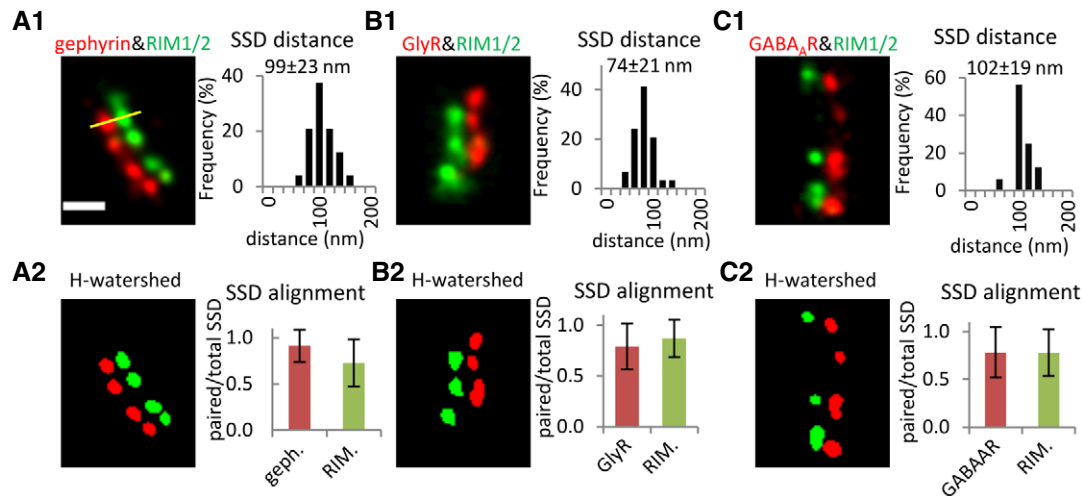 A1
gephyrin&RIM1/2
SSD distance
99±23 nm
Frequency (%)
40
20
0
0
100
200
distance (nm)
B1
GlyR&RIM1/2
SSD distance
74±21 nm
Frequency (%)
60
40
20
0
0
100
200
distance (nm)
C1
GABAAR&RIM1/2
SSD distance
102±19 nm
Frequency (%)
60
40
20
0
0
100
200
distance (nm)
A2
H-watershed
SSD alignment
paired/total SSD
1.0
0.5
0.0
geph.
RIM.
B2
H-watershed
SSD alignment
paired/total SSD
1.0
0.5
0.0
GlyR
RIM.
C2
H-watershed
SSD alignment
paired/total SSD
1.0
0.5
0.0
GABAAR
RIM.